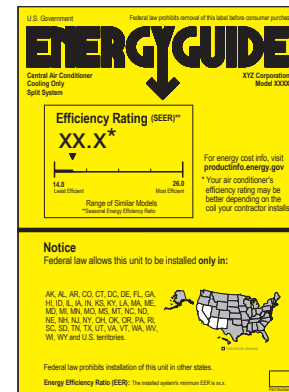 U.S. Government
Federal law prohibits removal of this label before consumer purchas
ENERGYGUIDE
Central Air Conditioner
Cooling Only
Split System
XYZ Corporation
Model XXXX
Efficiency Rating (SEER)**
XX.X*
14.0
Least Efficient
26.0
Most Efficient
Range of Similar Models
**Seasonal Energy Efficiency Ratio
For energy cost info, visit
productinfo.energy.gov
* Your air conditioner's
efficiency rating may be
better depending on the
coil your contractor installs
Notice
Federal law allows this unit to be installed only in:
AK, AL, AR, CO, CT, DC, DE, FL, GA,
HI, ID, IL, IA, IN, KS, KY, LA, MA, ME,
MD, MI, MN, MO, MS, MT, NC, ND,
NE, NH, NJ, NY, OH, OK, OR, PA, RI,
SC, SD, TN, TX, UT, VA, VT, WA, WV,
WI, WY and U.S. territories.
Federal law prohibits installation of this unit in other states.
Energy Efficiency Ratio (EER): The installed system's minimum EER is xx.x.